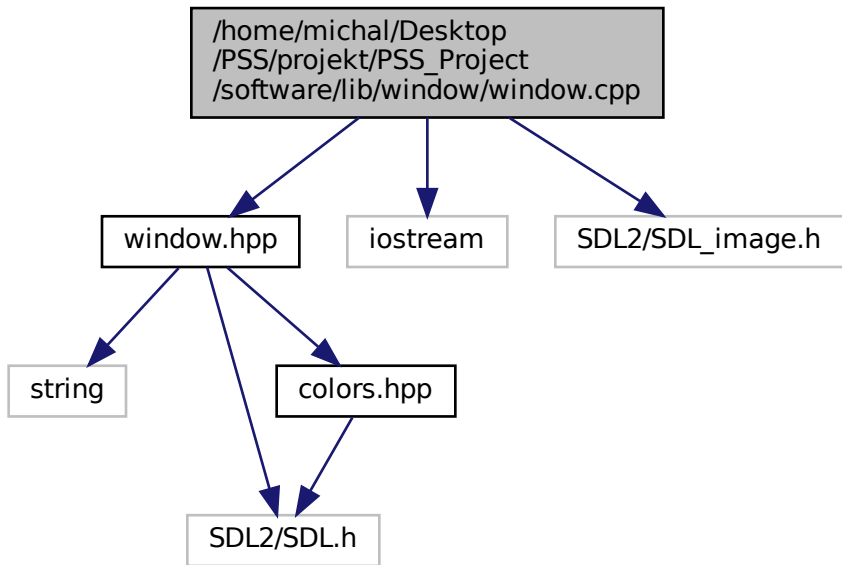 /home/michal/Desktop
/PSS/projekt/PSS_Project
/software/lib/window/window.cpp
window.hpp
iostream
SDL2/SDL_image.h
string
colors.hpp
SDL2/SDL.h